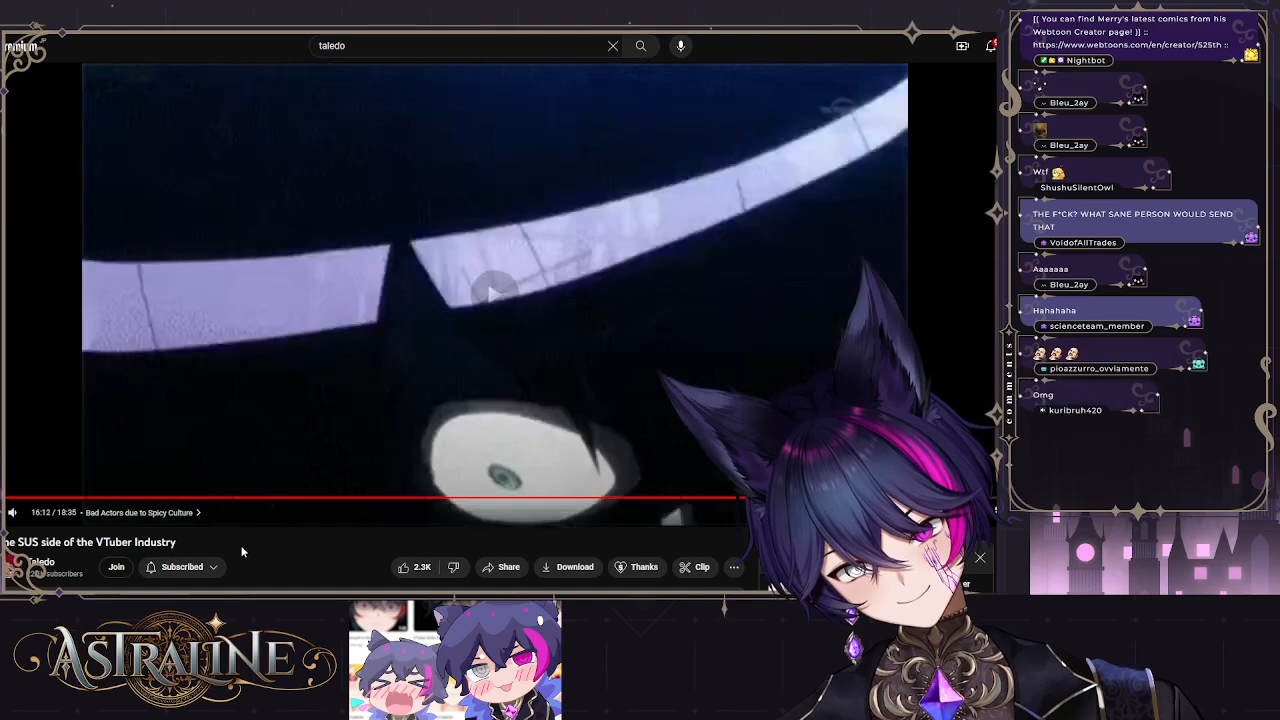 taledo
16:12 / 18:35 • Bad Actors due to Spicy Culture
he SUS side of the VTuber Industry
Taledo
subscribers
Join
Subscribed
2.3K
Share
Download
Thanks
Clip
ASTRALINE
[[ You can find Merry's latest comics from his
Webtoon Creator page! ]] ::
https://www.webtoons.com/en/creator/525th ::
Nightbot
Bleu_2ay
Bleu_2ay
Wtf
ShushuSilentOwl
THE F*CK? WHAT SANE PERSON WOULD SEND
THAT
VoidofAllTrades
Aaaaaaa
Bleu_2ay
Hahahaha
scienceteam_member
pioazzurro_ovviamente
Omg
kuribruh420
comments